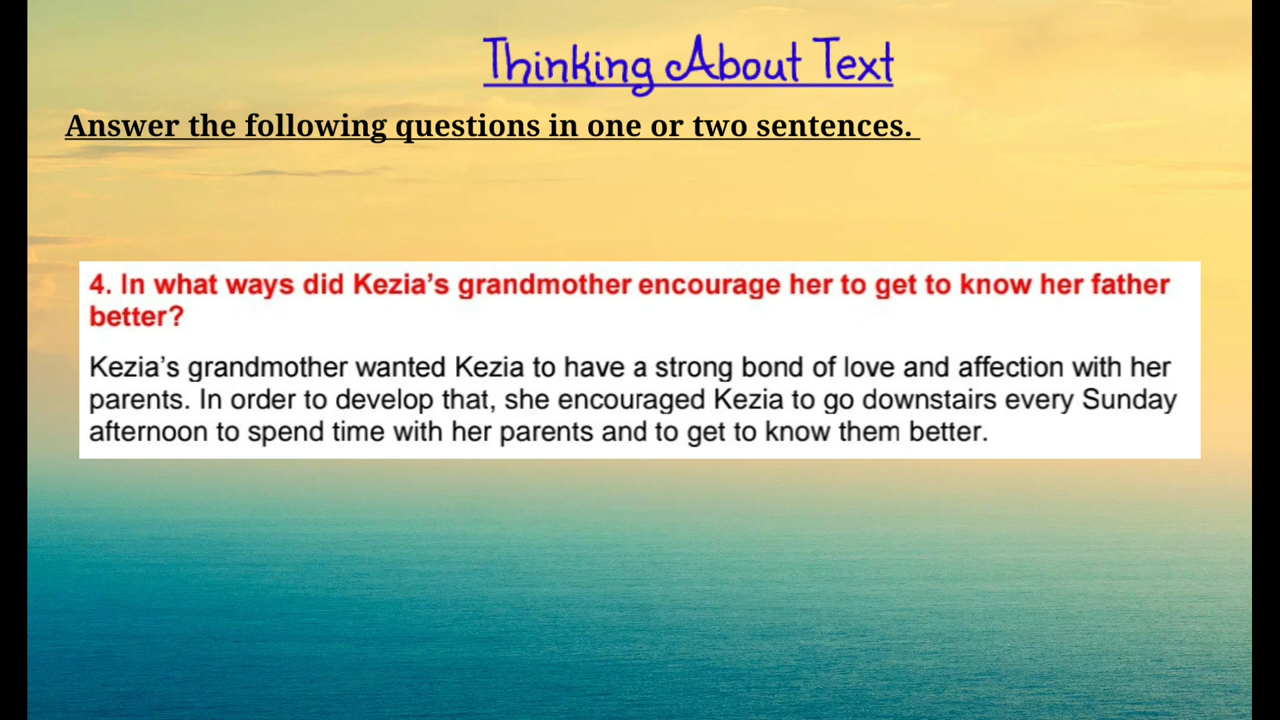 Thinking About Text
Answer the following questions in one or two sentences.
4. In what ways did Kezia’s grandmother encourage her to get to know her father
better?
Kezia’s grandmother wanted Kezia to have a strong bond of love and affection with her
parents. In order to develop that, she encouraged Kezia to go downstairs every Sunday
afternoon to spend time with her parents and to get to know them better.